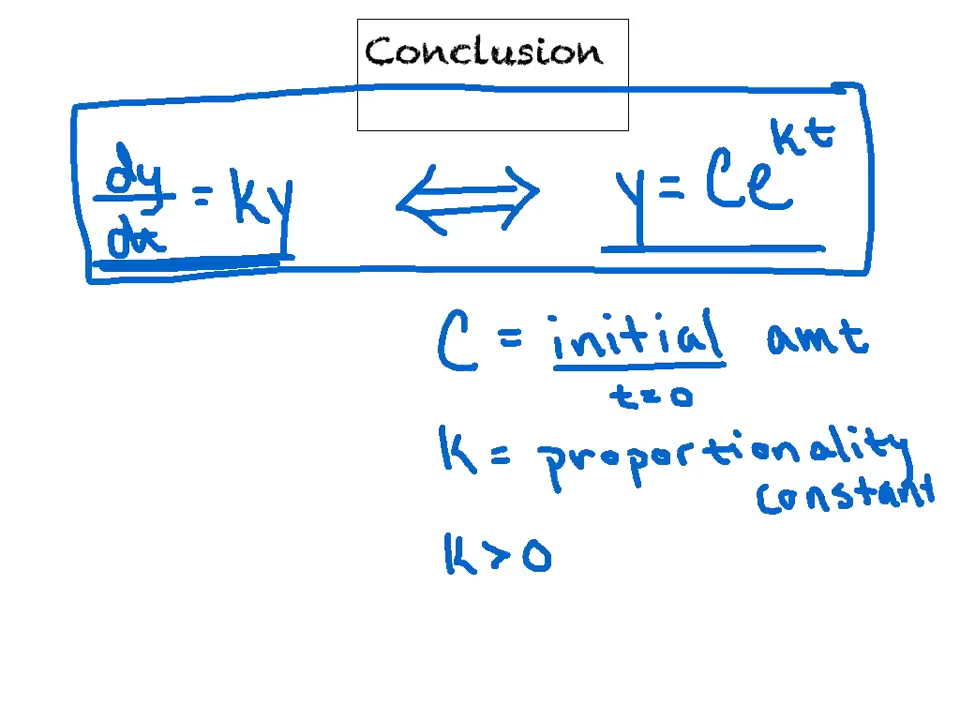 Conclusion
dy/dt = ky ⟺ y = Ce^kt
C = initial amt
t=0
K = proportionality
constant
K > 0